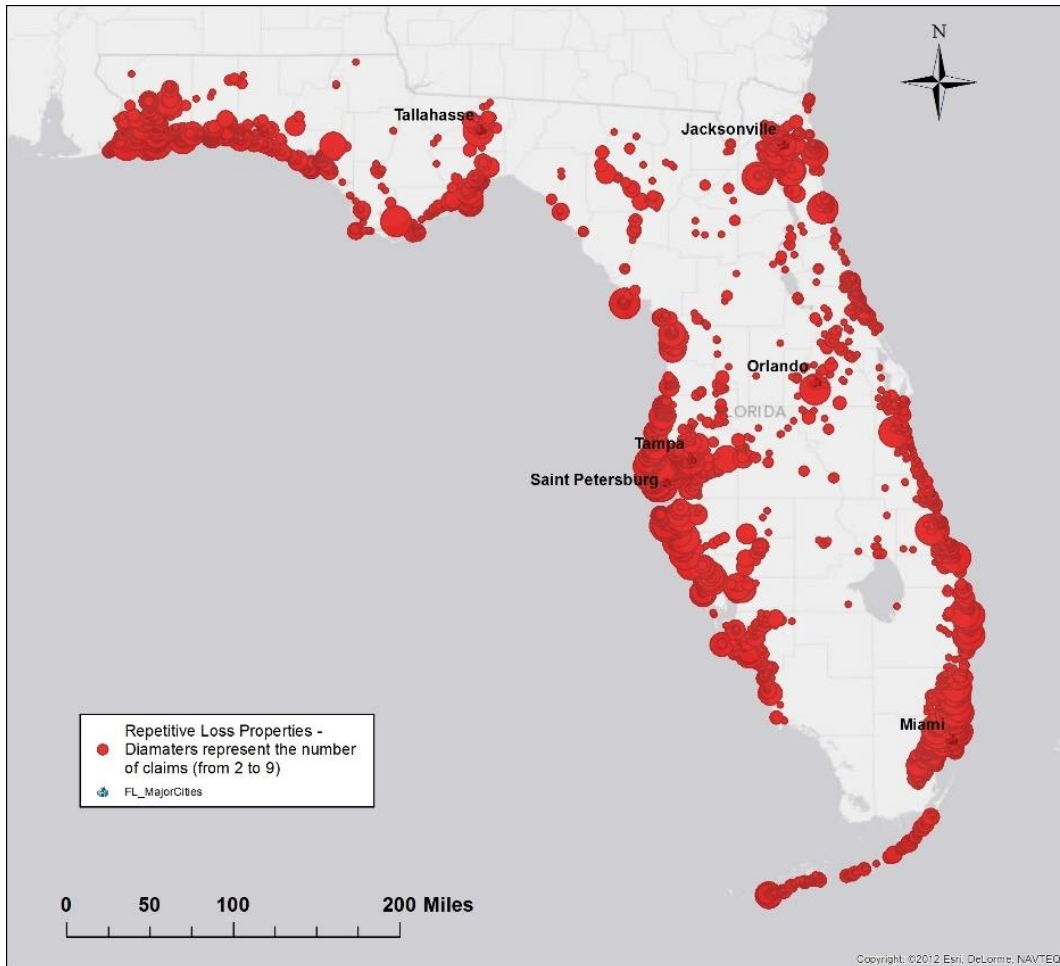 N
Tallahasse
Jacksonville
Orlando
FLORIDA
Tampa
Saint Petersburg
Miami
Repetitive Loss Properties -
Diamaters represent the number
of claims (from 2 to 9)
FL_MajorCities
0 50 100 200 Miles
Copyright: ©2012 Esri, DeLorme, NAVTEQ